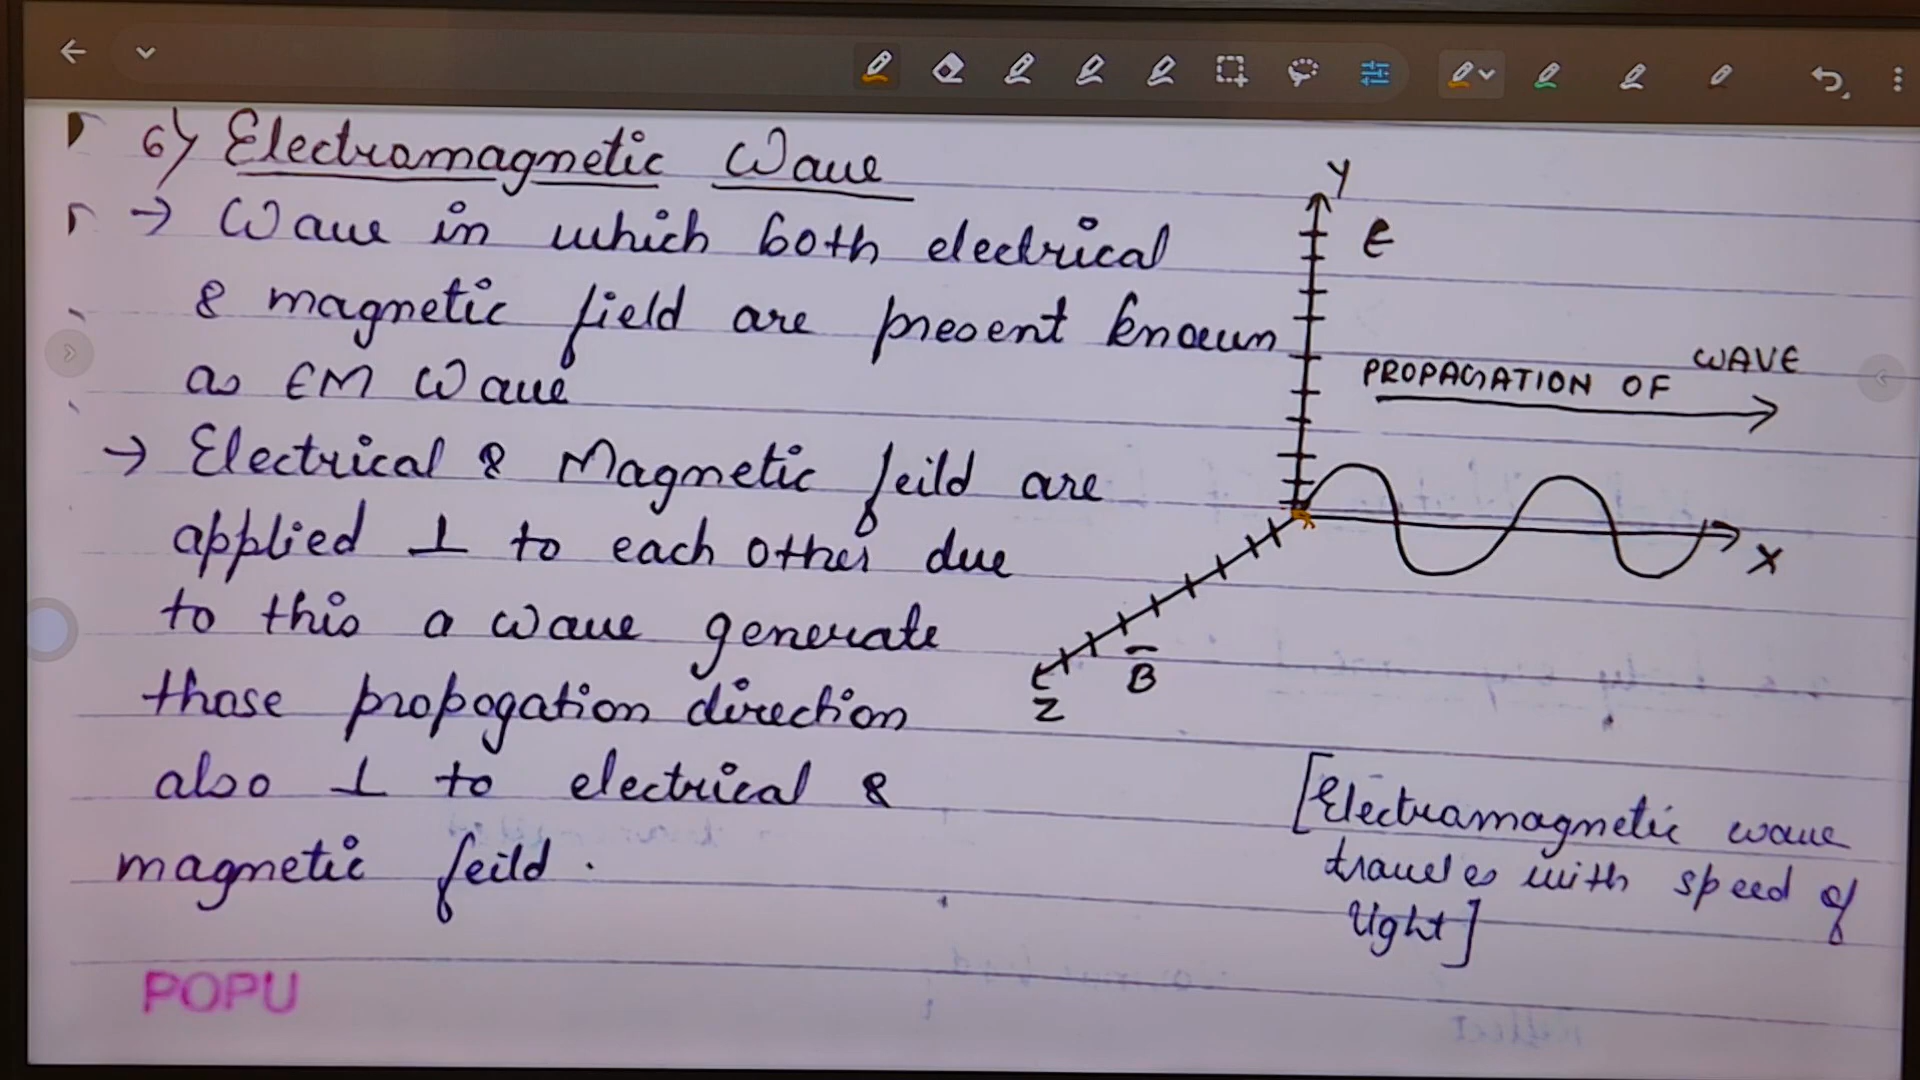 6) Electromagnetic Wave
→ Wave in which both electrical
& magnetic field are present known
as EM Wave
→ Electrical & Magnetic feild are
applied ⊥ to each other due
to this a wave generate
those propogation direction
also ⊥ to electrical &
magnetic feild .
Y
E
PROPAGATION OF WAVE
X
B
Z
[Electromagnetic wave
travels with speed of
light]
POPU